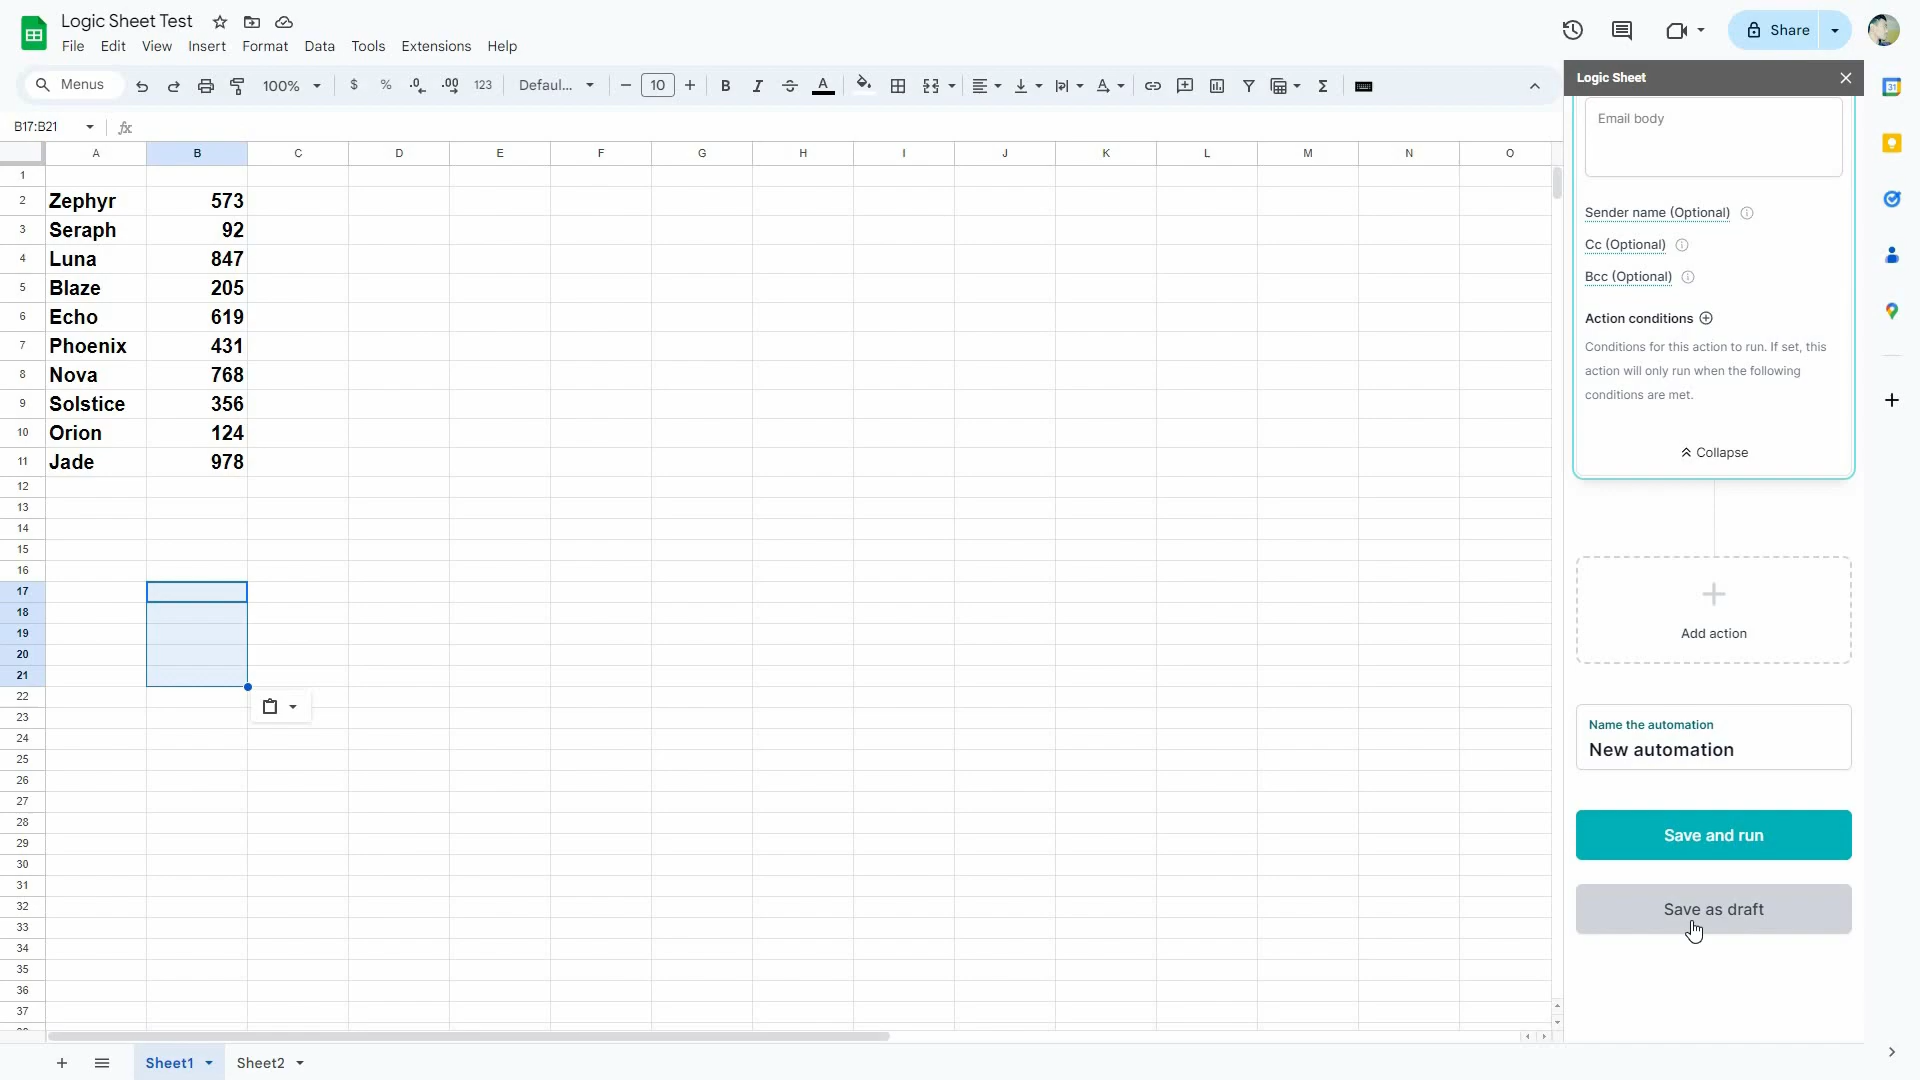 Logic Sheet Test
File Edit View Insert Format Data Tools Extensions Help
Share
Menus 100% $ % .0 .00 123 Defaul... 10 B I A
Logic Sheet
B17:B21 fx
A B C D E F G H I J K L M N O
1
2 Zephyr 573
3 Seraph 92
4 Luna 847
5 Blaze 205
6 Echo 619
7 Phoenix 431
8 Nova 768
9 Solstice 356
10 Orion 124
11 Jade 978
12
13
14
15
16
17
18
19
20
21
22
23
24
25
26
27
28
29
30
31
32
33
34
35
36
37
Email body
Sender name (Optional)
Cc (Optional)
Bcc (Optional)
Action conditions
Conditions for this action to run. If set, this
action will only run when the following
conditions are met.
Collapse
Add action
Name the automation
New automation
Save and run
Save as draft
Sheet1 Sheet2
31